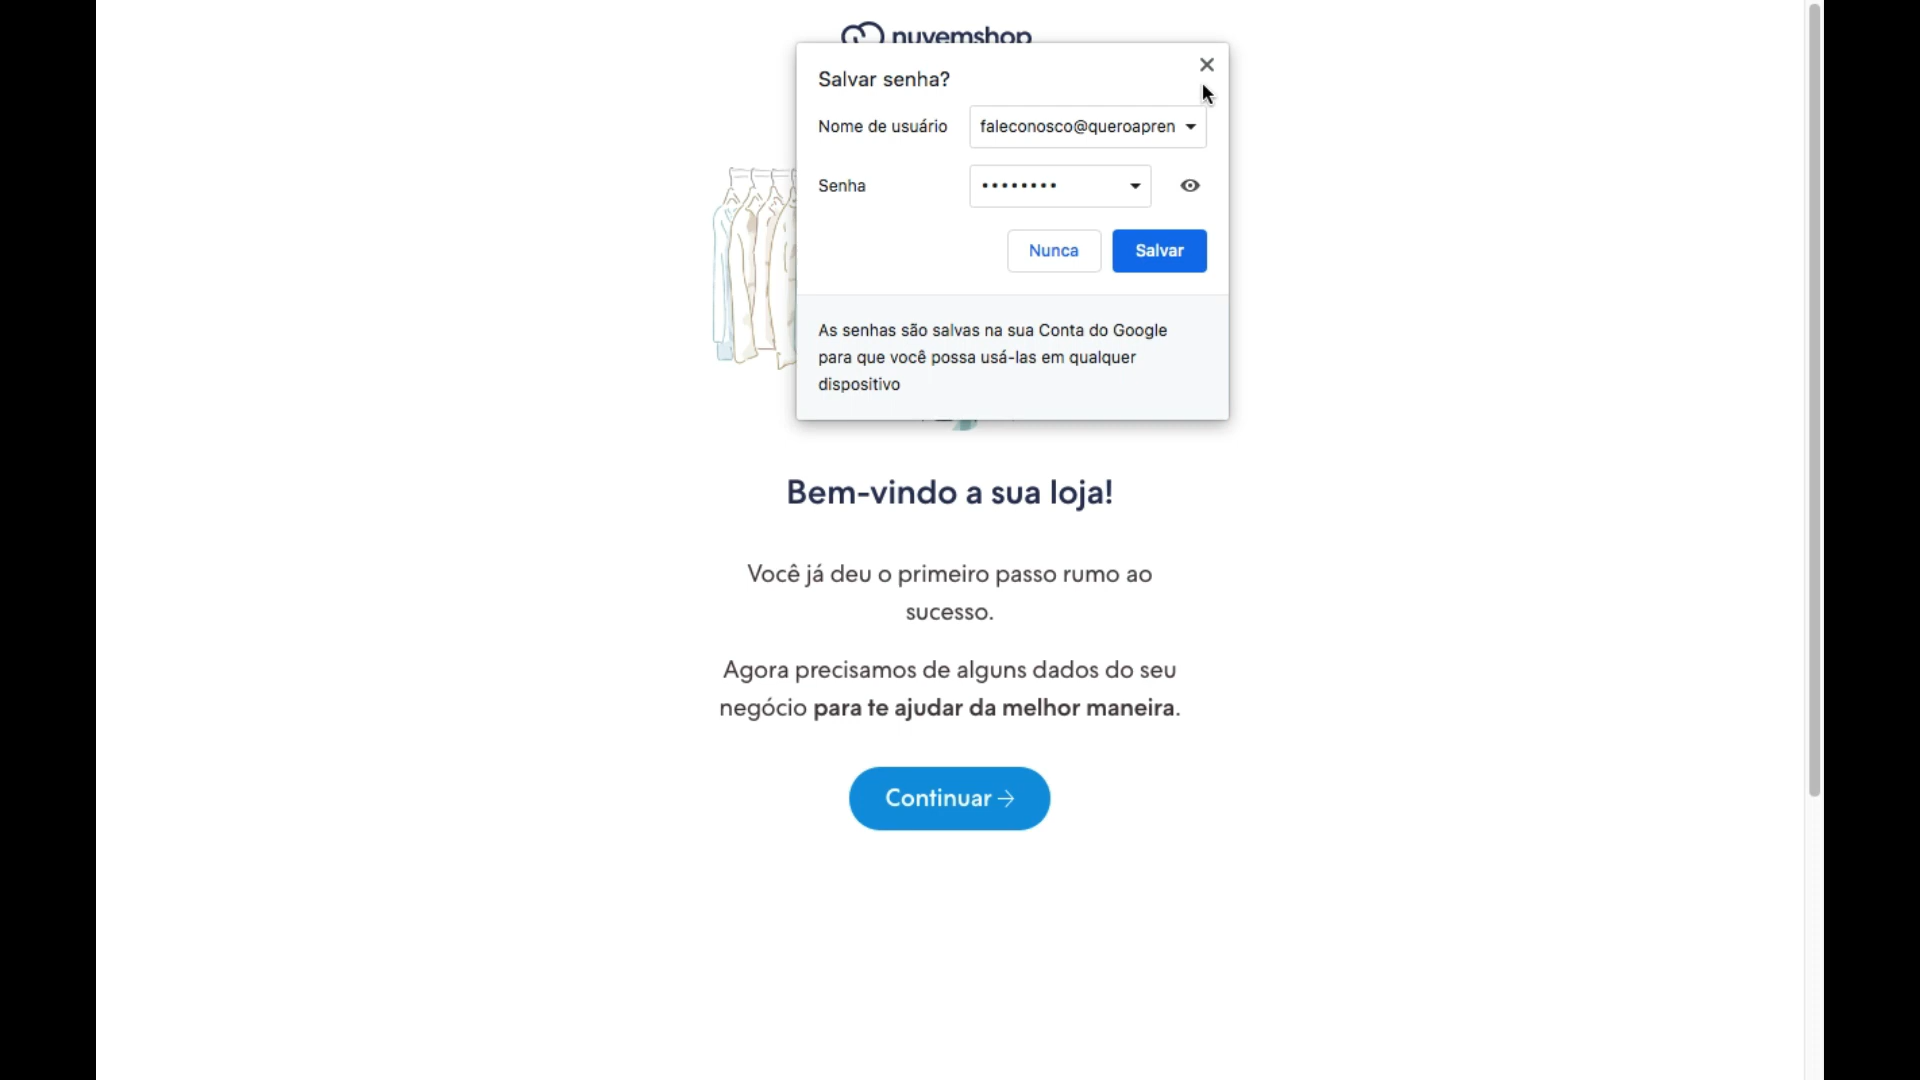 nuvemshop
Salvar senha?
Nome de usuário
faleconosco@queroapren
Senha
••••••••
Nunca
Salvar
As senhas são salvas na sua Conta do Google
para que você possa usá-las em qualquer
dispositivo
Bem-vindo a sua loja!
Você já deu o primeiro passo rumo ao
sucesso.
Agora precisamos de alguns dados do seu
negócio para te ajudar da melhor maneira.
Continuar →